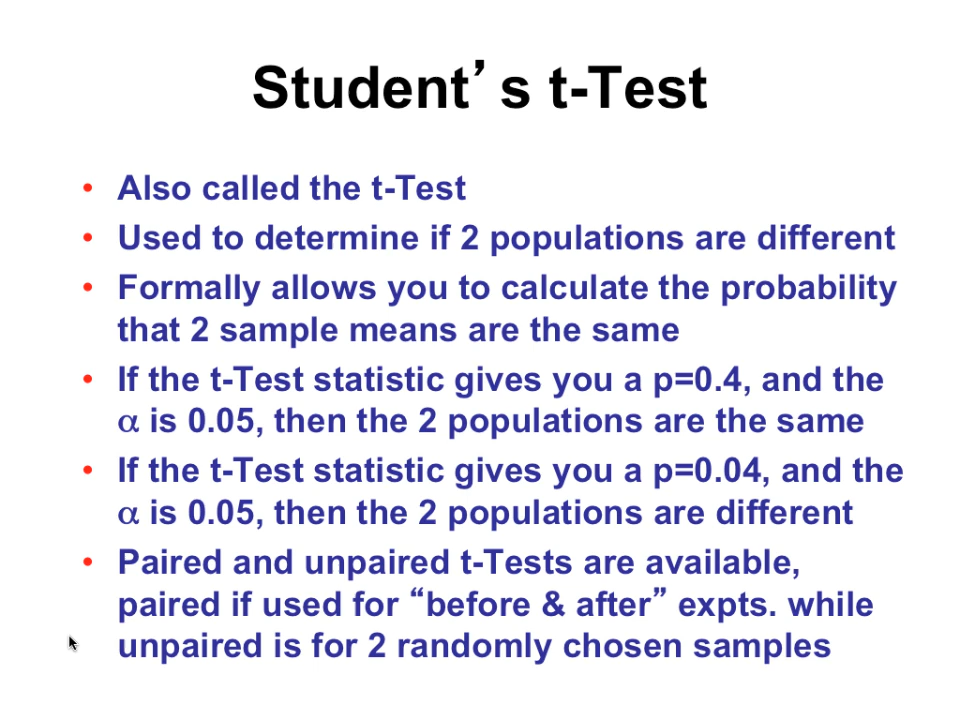 Student’s t-Test
• Also called the t-Test
• Used to determine if 2 populations are different
• Formally allows you to calculate the probability
that 2 sample means are the same
• If the t-Test statistic gives you a p=0.4, and the
α is 0.05, then the 2 populations are the same
• If the t-Test statistic gives you a p=0.04, and the
α is 0.05, then the 2 populations are different
• Paired and unpaired t-Tests are available,
paired if used for “before & after” expts. while
unpaired is for 2 randomly chosen samples